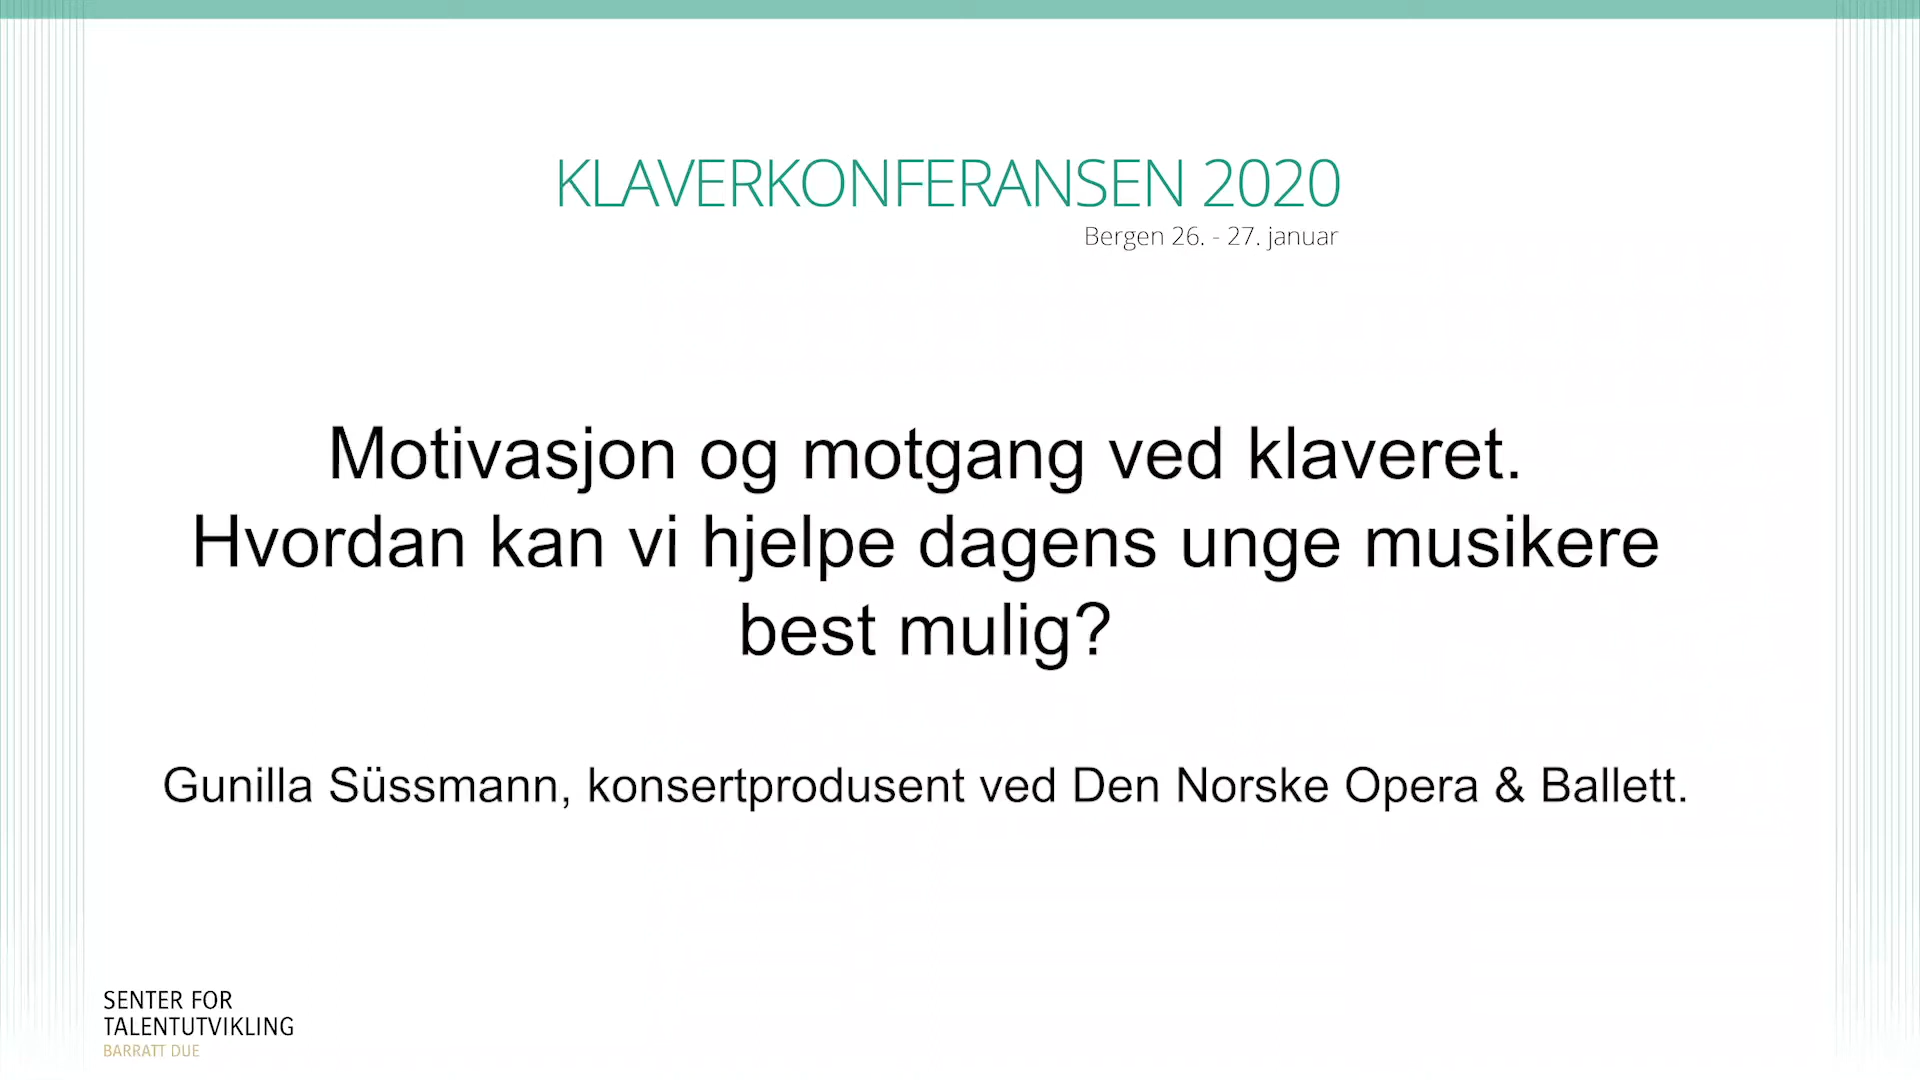 KLAVERKONFERANSEN 2020
Bergen 26. - 27. januar
Motivasjon og motgang ved klaveret.
Hvordan kan vi hjelpe dagens unge musikere
best mulig?
Gunilla Süssmann, konsertprodusent ved Den Norske Opera & Ballett.
SENTER FOR
TALENTUTVIKLING
BARRATT DUE